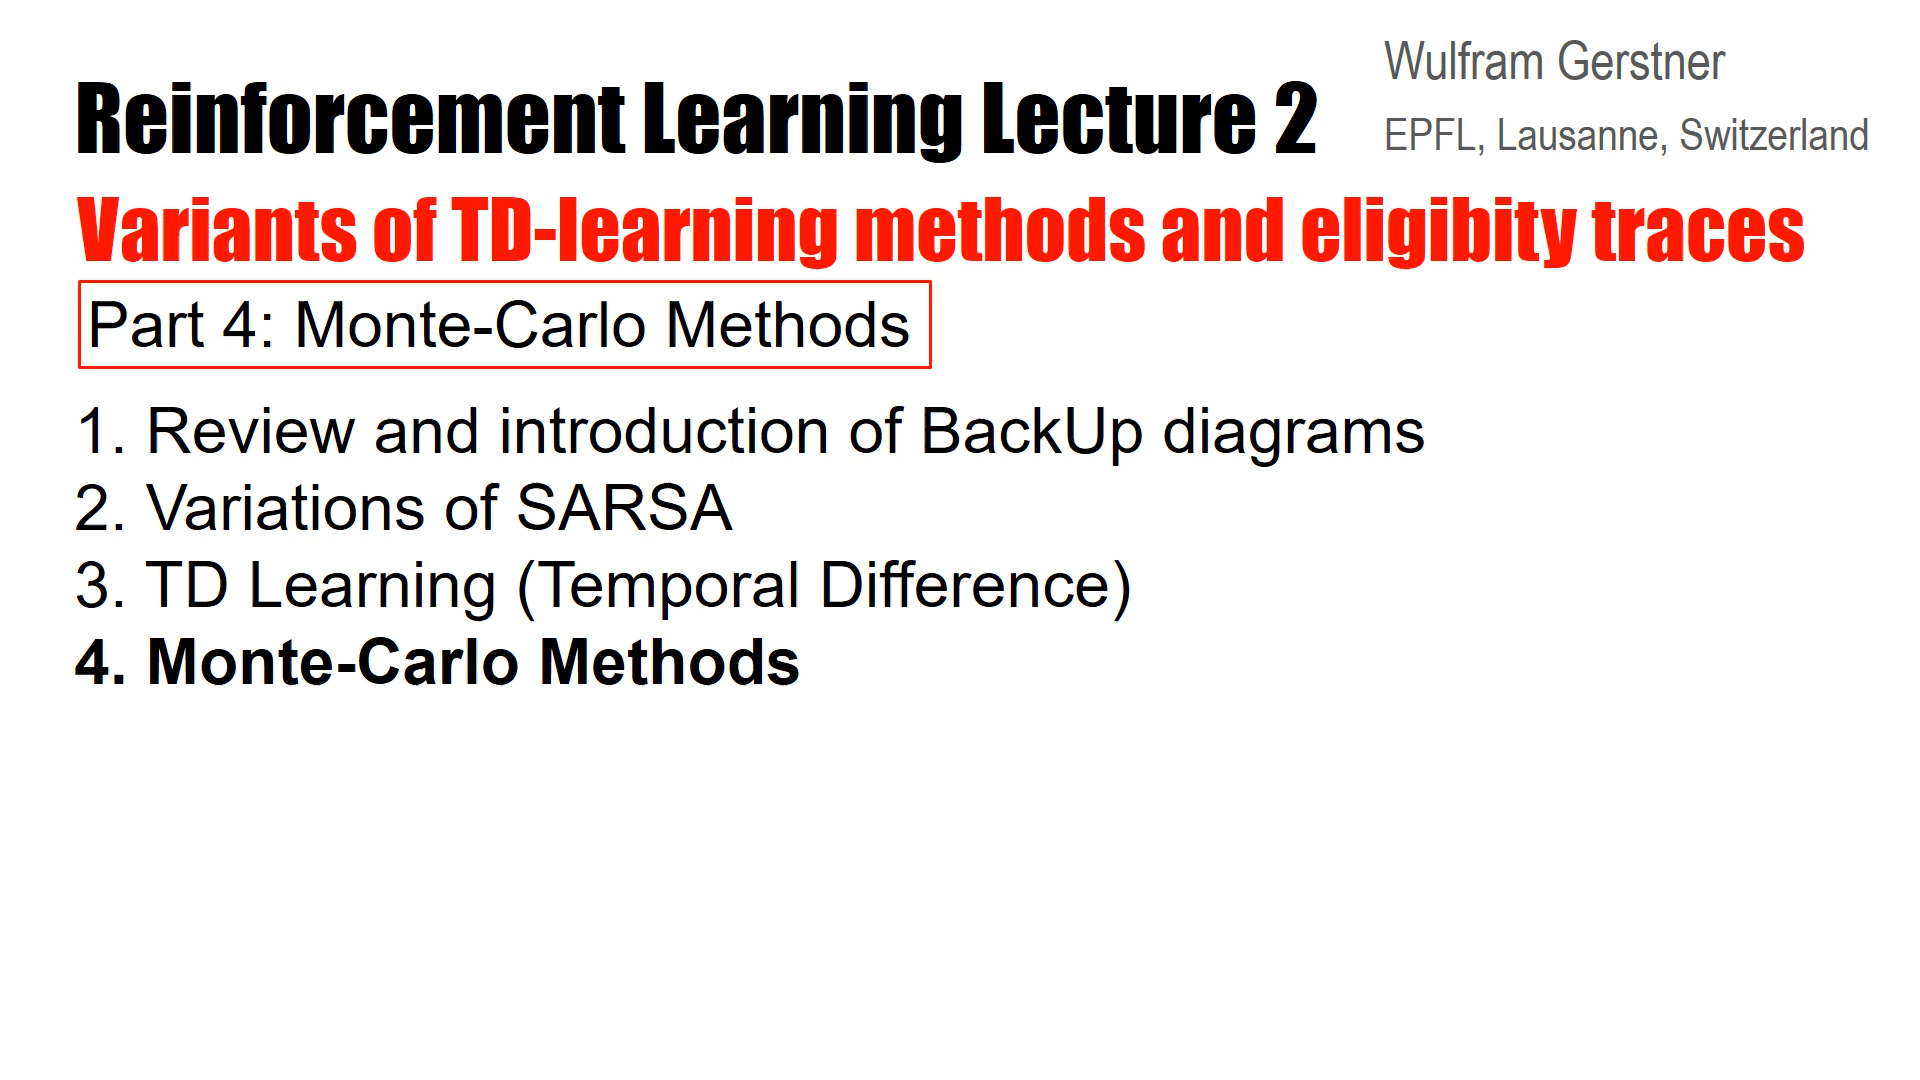 Reinforcement Learning Lecture 2
Wulfram Gerstner
EPFL, Lausanne, Switzerland
Variants of TD-learning methods and eligibity traces
Part 4: Monte-Carlo Methods
1. Review and introduction of BackUp diagrams
2. Variations of SARSA
3. TD Learning (Temporal Difference)
4. Monte-Carlo Methods